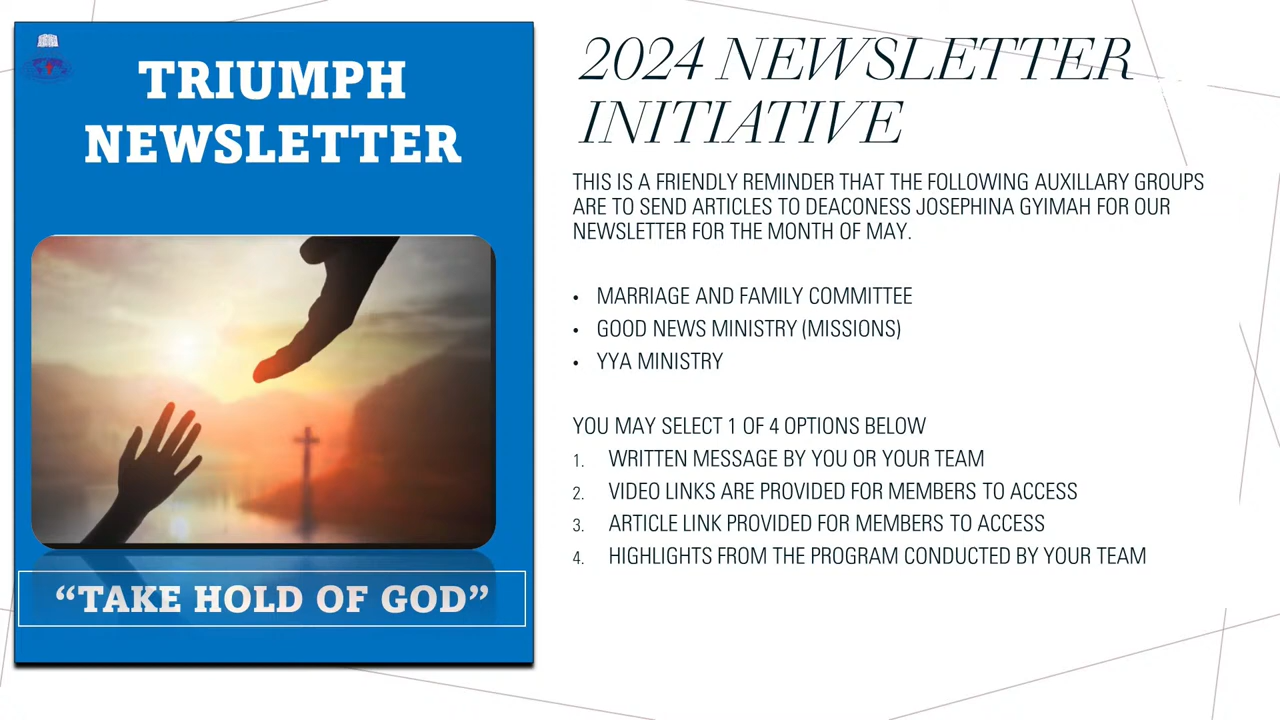 TRIUMPH
NEWSLETTER
“TAKE HOLD OF GOD”
2024 NEWSLETTER
INITIATIVE
THIS IS A FRIENDLY REMINDER THAT THE FOLLOWING AUXILLARY GROUPS
ARE TO SEND ARTICLES TO DEACONESS JOSEPHINA GYIMAH FOR OUR
NEWSLETTER FOR THE MONTH OF MAY.
• MARRIAGE AND FAMILY COMMITTEE
• GOOD NEWS MINISTRY (MISSIONS)
• YYA MINISTRY
YOU MAY SELECT 1 OF 4 OPTIONS BELOW
1. WRITTEN MESSAGE BY YOU OR YOUR TEAM
2. VIDEO LINKS ARE PROVIDED FOR MEMBERS TO ACCESS
3. ARTICLE LINK PROVIDED FOR MEMBERS TO ACCESS
4. HIGHLIGHTS FROM THE PROGRAM CONDUCTED BY YOUR TEAM